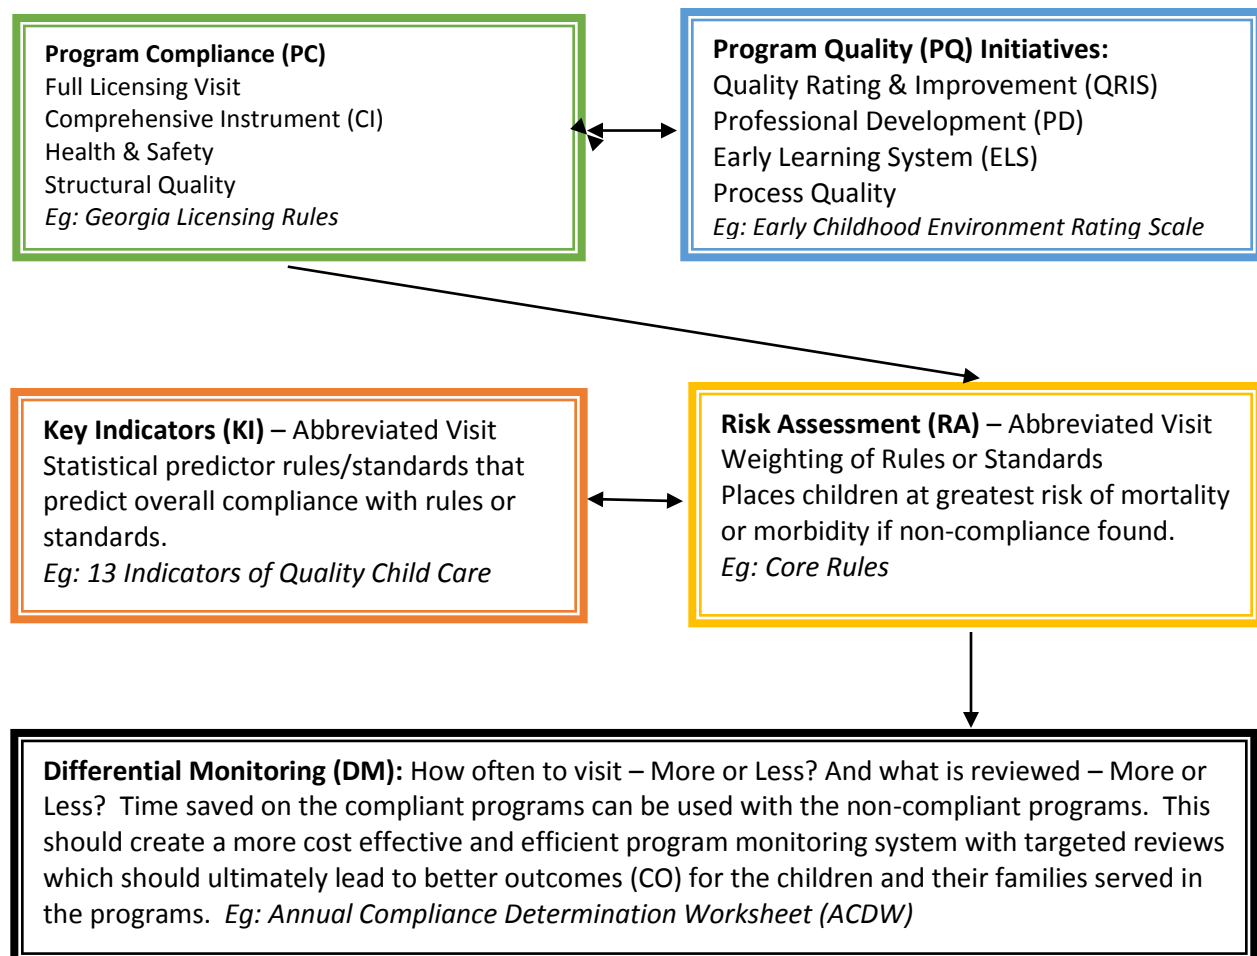 Program Compliance (PC)
Full Licensing Visit
Comprehensive Instrument (CI)
Health & Safety
Structural Quality
Eg: Georgia Licensing Rules
Program Quality (PQ) Initiatives:
Quality Rating & Improvement (QRIS)
Professional Development (PD)
Early Learning System (ELS)
Process Quality
Eg: Early Childhood Environment Rating Scale
Key Indicators (KI) – Abbreviated Visit
Statistical predictor rules/standards that
predict overall compliance with rules or
standards.
Eg: 13 Indicators of Quality Child Care
Risk Assessment (RA) – Abbreviated Visit
Weighting of Rules or Standards
Places children at greatest risk of mortality
or morbidity if non-compliance found.
Eg: Core Rules
Differential Monitoring (DM): How often to visit – More or Less? And what is reviewed – More or
Less? Time saved on the compliant programs can be used with the non-compliant programs. This
should create a more cost effective and efficient program monitoring system with targeted reviews
which should ultimately lead to better outcomes (CO) for the children and their families served in
the programs. Eg: Annual Compliance Determination Worksheet (ACDW)